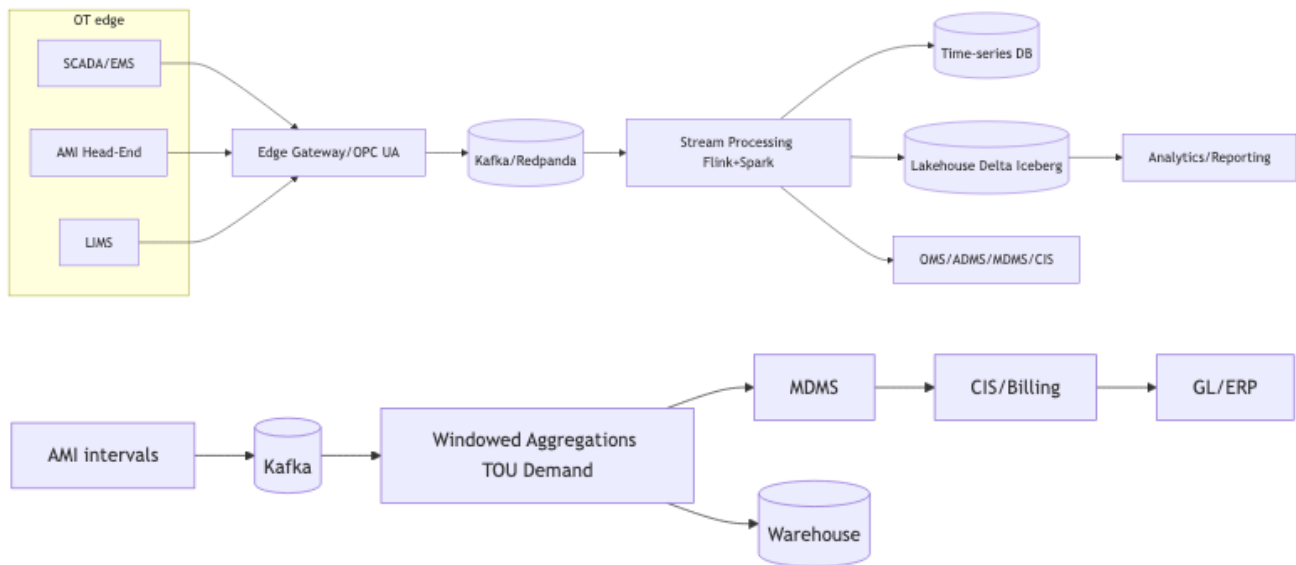 OT edge
SCADA/EMS
AMI Head-End
LIMS
Edge Gateway/OPC UA
Kafka/Redpanda
Stream Processing
Flink+Spark
Time-series DB
Lakehouse Delta Iceberg
Analytics/Reporting
OMS/ADMS/MDMS/CIS
AMI intervals
Kafka
Windowed Aggregations
TOU Demand
MDMS
CIS/Billing
GL/ERP
Warehouse